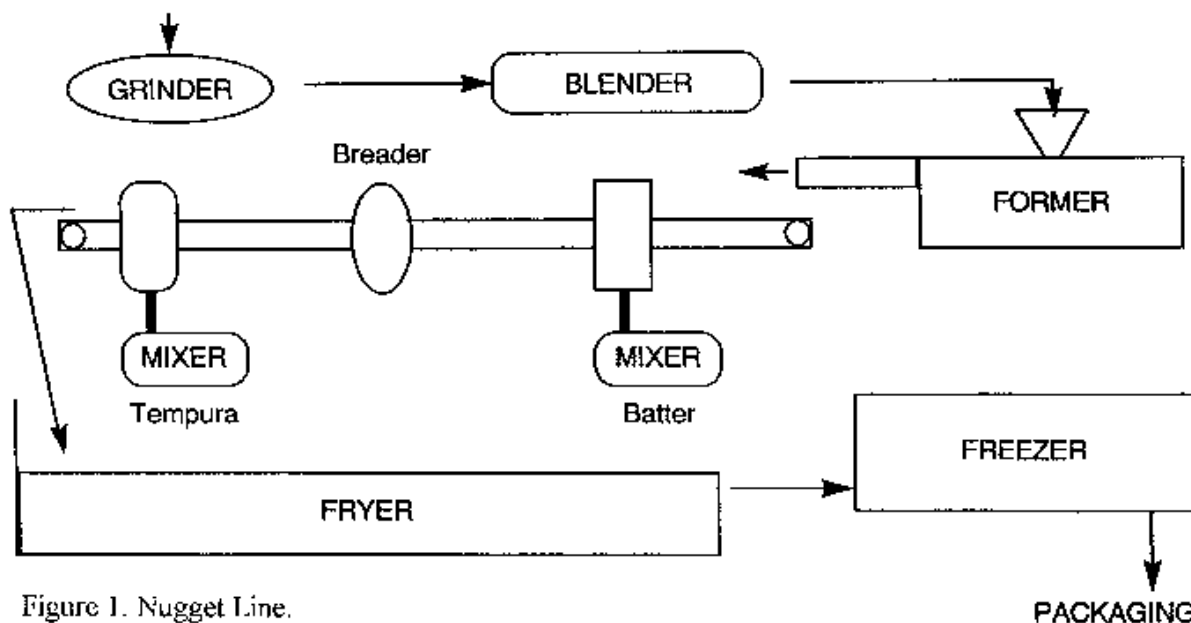 GRINDER
BLENDER
Breader
FORMER
MIXER
MIXER
Tempura
Batter
FREEZER
FRYER
Figure 1. Nugget Line.
PACKAGING